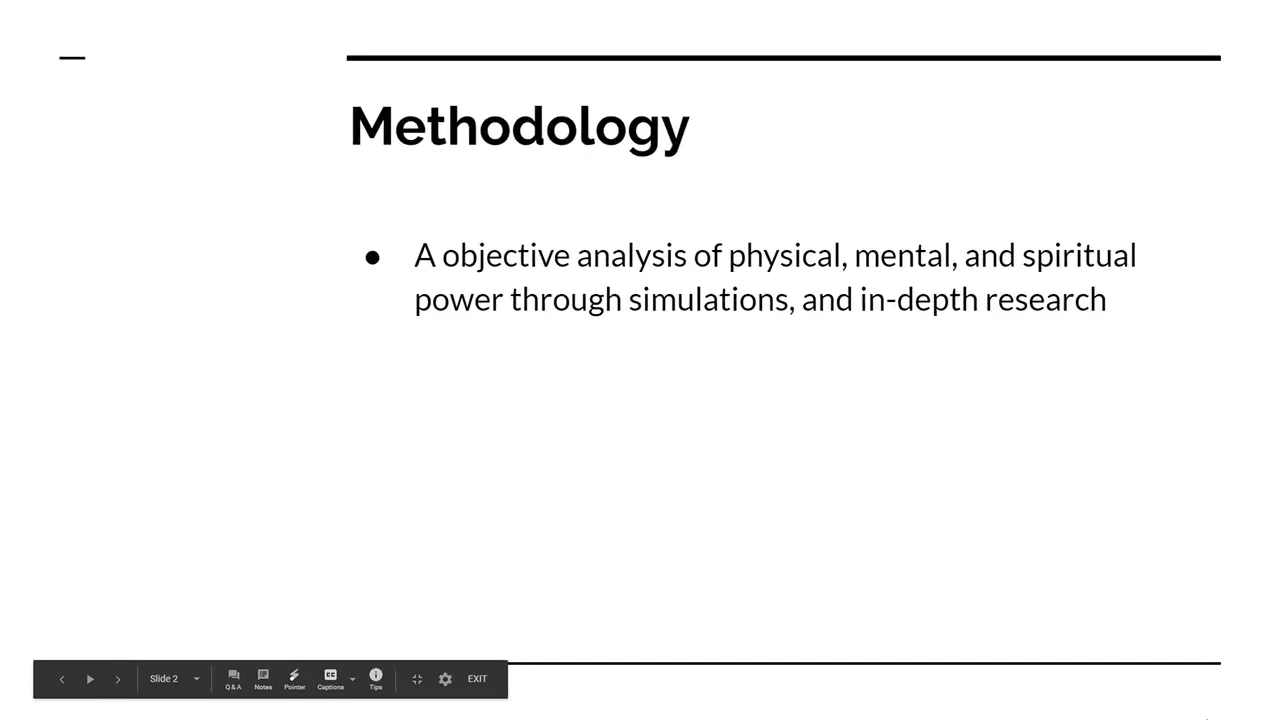 Methodology
● A objective analysis of physical, mental, and spiritual
power through simulations, and in-depth research
Slide 2
Q & A
Notes
Pointer
CC
Captions
Tips
EXIT